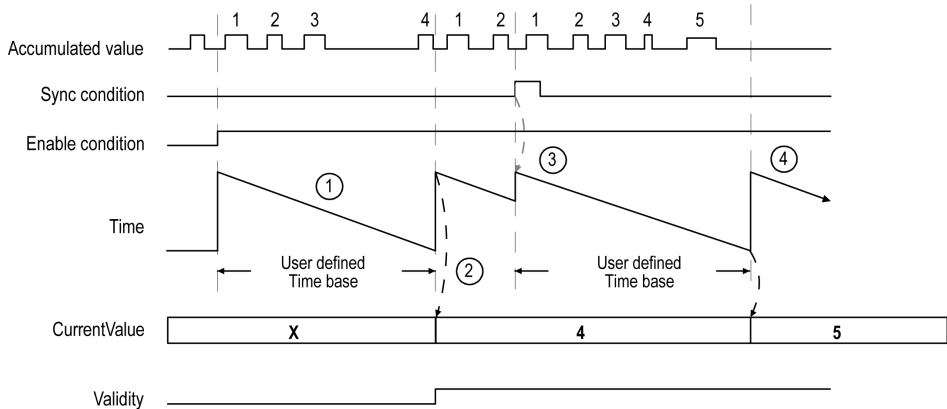 1 2 3 4 1 2 1 2 3 4 5
Accumulated value
Sync condition
Enable condition
1 3 4
Time
User defined User defined
Time base 2 Time base
CurrentValue X 4 5
Validity